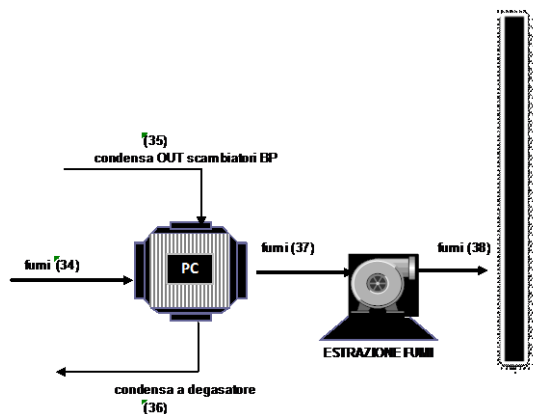 (35)
condensa OUT scambiatori BP
fumi (34)
PC
fumi (37)
fumi (38)
ESTRAZIONE FUMI
condensa a degasatore
(36)